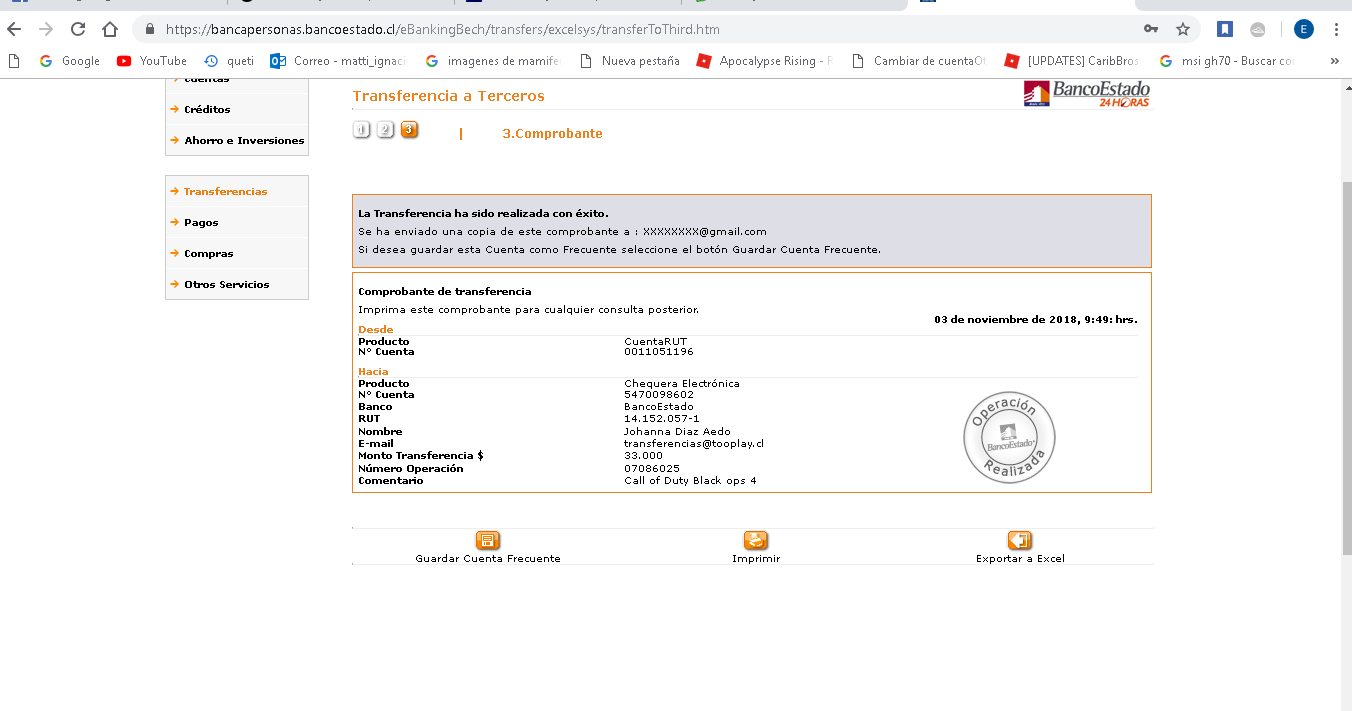 https://bancapersonas.bancoestado.cl/eBankingBech/transfers/excelsys/transferToThird.htm
E
Google
YouTube
queti
Correo - matti_ignaci
imagenes de mamife
Nueva pestaña
Apocalypse Rising - R
Cambiar de cuentaOt
[UPDATES] CaribBros
msi gh70 - Buscar co
»
Cuentas
Créditos
Ahorro e Inversiones
Transferencias
Pagos
Compras
Otros Servicios
Transferencia a Terceros
BancoEstado
24 HORAS
1 2 3 | 3.Comprobante
La Transferencia ha sido realizada con éxito.
Se ha enviado una copia de este comprobante a : XXXXXXXX@gmail.com
Si desea guardar esta Cuenta como Frecuente seleccione el botón Guardar Cuenta Frecuente.
Comprobante de transferencia
Imprima este comprobante para cualquier consulta posterior.
03 de noviembre de 2018, 9:49: hrs.
Desde
Producto CuentaRUT
Nº Cuenta 0011051196
Hacia
Producto Chequera Electrónica
Nº Cuenta 5470098602
Banco BancoEstado
RUT 14.152.057-1
Nombre Johanna Diaz Aedo
E-mail transferencias@tooplay.cl
Monto Transferencia $ 33.000
Número Operación 07086025
Comentario Call of Duty Black ops 4
Operación
BancoEstado
Realizada
Guardar Cuenta Frecuente
Imprimir
Exportar a Excel